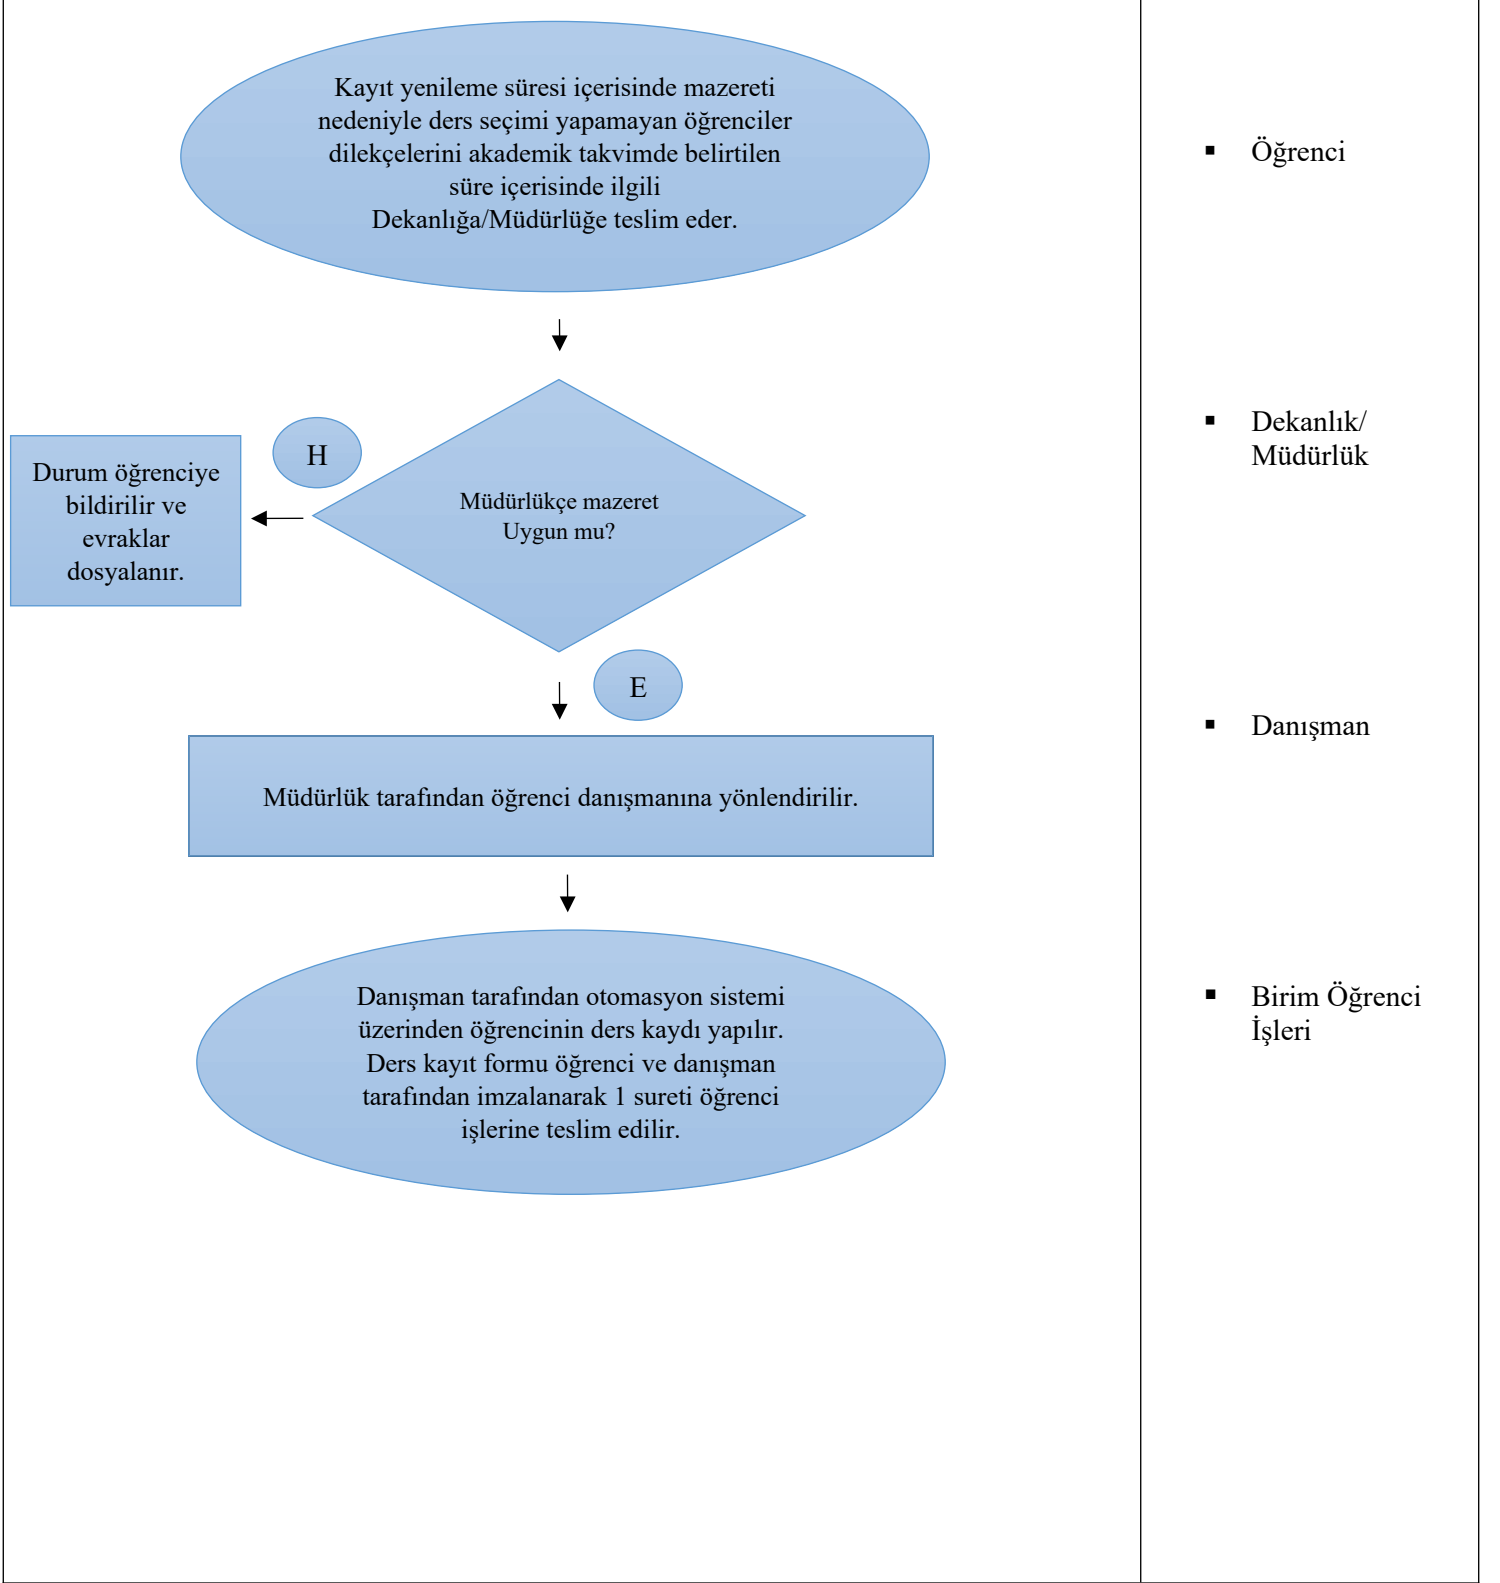 Kayıt yenileme süresi içerisinde mazereti
nedeniyle ders seçimi yapamayan öğrenciler
dilekçelerini akademik takvimde belirtilen
süre içerisinde ilgili
Dekanlığa/Müdürlüğe teslim eder.
▪ Öğrenci
H
Durum öğrenciye
bildirilir ve
evraklar
dosyalanır.
Müdürlükçe mazeret
Uygun mu?
▪ Dekanlık/
Müdürlük
E
▪ Danışman
Müdürlük tarafından öğrenci danışmanına yönlendirilir.
Danışman tarafından otomasyon sistemi
üzerinden öğrencinin ders kaydı yapılır.
Ders kayıt formu öğrenci ve danışman
tarafından imzalanarak 1 sureti öğrenci
işlerine teslim edilir.
▪ Birim Öğrenci
İşleri